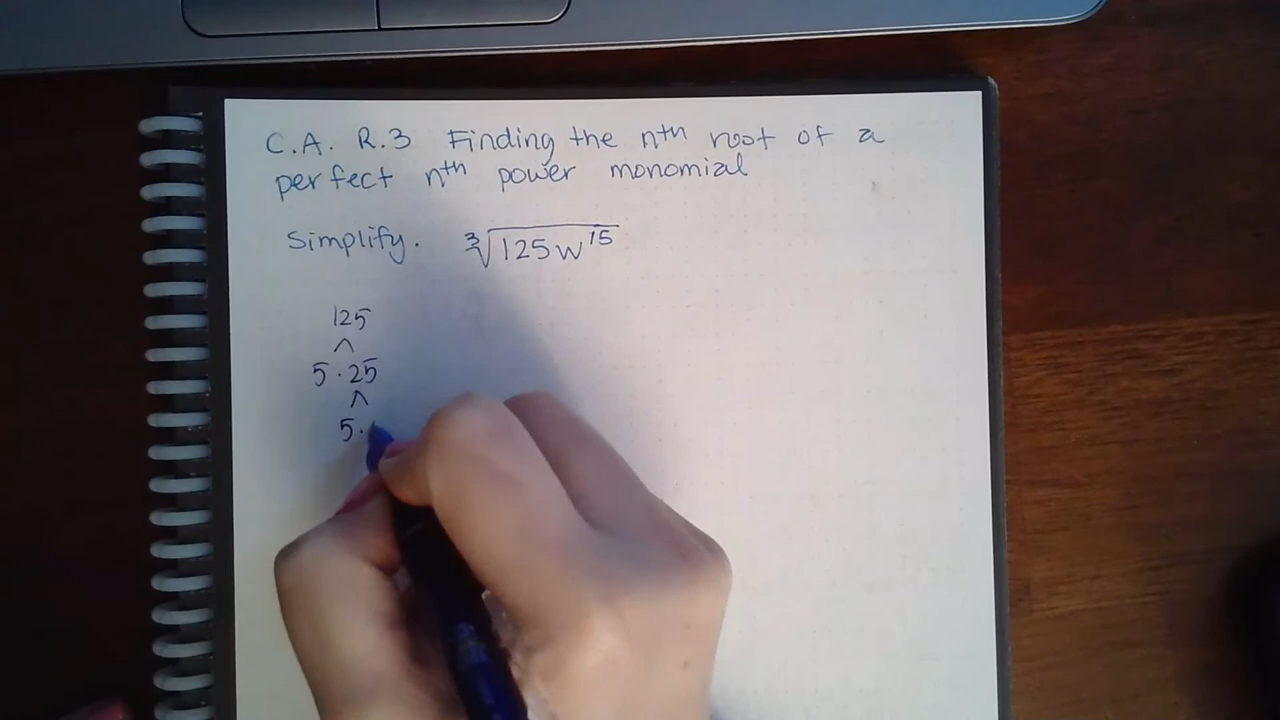 C.A. R.3 Finding the nth root of a
perfect nth power monomial
Simplify. ∛125w¹⁵
125
^
5·25
^
5·